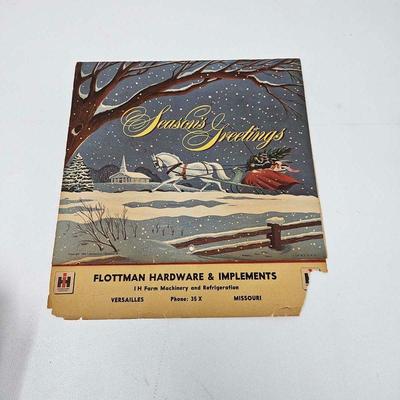 Season's Greetings
FLOTTMAN HARDWARE & IMPLEMENTS
IH Farm Machinery and Refrigeration
VERSAILLES Phone: 35 X MISSOURI